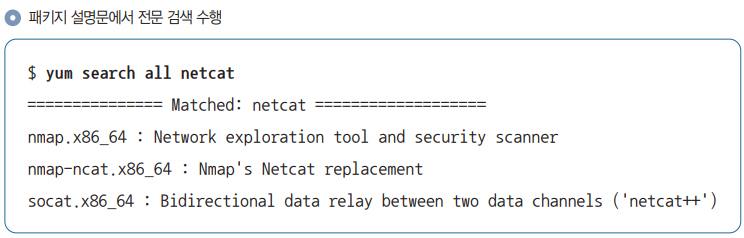 패키지 설명문에서 전문 검색 수행
$ yum search all netcat
=============== Matched: netcat ===================
nmap.x86_64 : Network exploration tool and security scanner
nmap-ncat.x86_64 : Nmap's Netcat replacement
socat.x86_64 : Bidirectional data relay between two data channels ('netcat++')